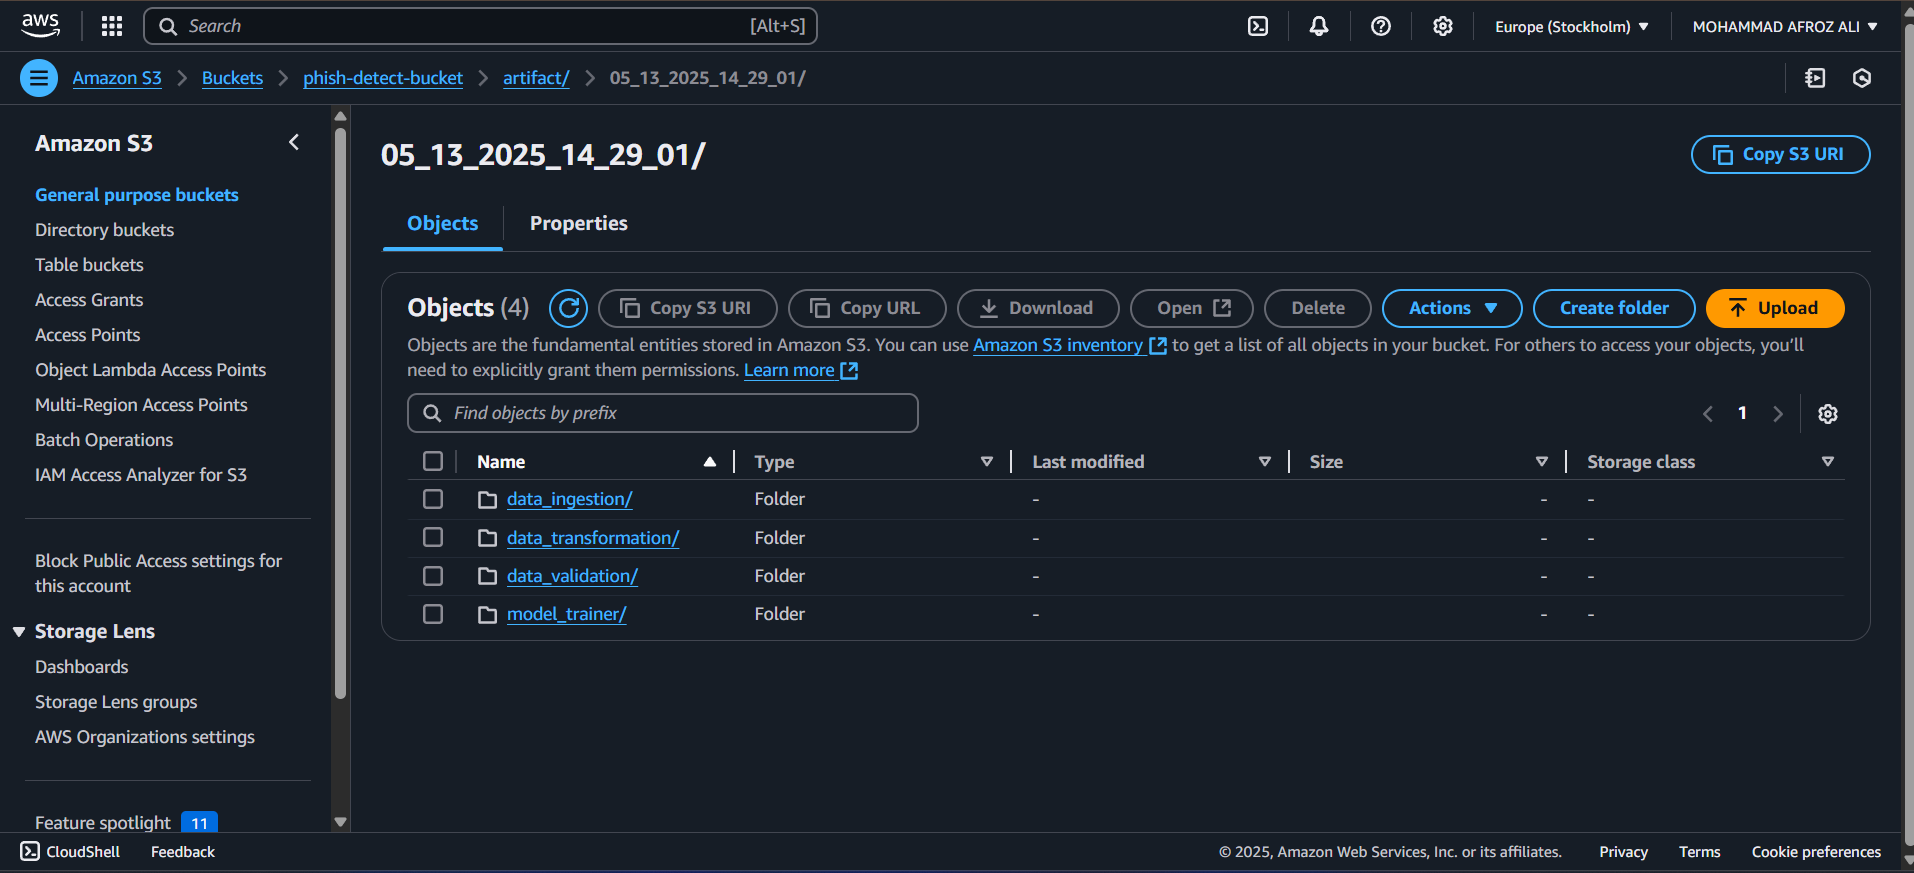 aws
Search [Alt+S]
Europe (Stockholm)
MOHAMMAD AFROZ ALI
Amazon S3 Buckets phish-detect-bucket artifact/ 05_13_2025_14_29_01/
Amazon S3
General purpose buckets
Directory buckets
Table buckets
Access Grants
Access Points
Object Lambda Access Points
Multi-Region Access Points
Batch Operations
IAM Access Analyzer for S3
Block Public Access settings for
this account
Storage Lens
Dashboards
Storage Lens groups
AWS Organizations settings
Feature spotlight 11
05_13_2025_14_29_01/
Copy S3 URI
Objects Properties
Objects (4) Copy S3 URI Copy URL Download Open Delete Actions Create folder Upload
Objects are the fundamental entities stored in Amazon S3. You can use Amazon S3 inventory to get a list of all objects in your bucket. For others to access your objects, you’ll
need to explicitly grant them permissions. Learn more
Find objects by prefix
1
Name Type Last modified Size Storage class
data_ingestion/ Folder - - -
data_transformation/ Folder - - -
data_validation/ Folder - - -
model_trainer/ Folder - - -
CloudShell Feedback © 2025, Amazon Web Services, Inc. or its affiliates. Privacy Terms Cookie preferences